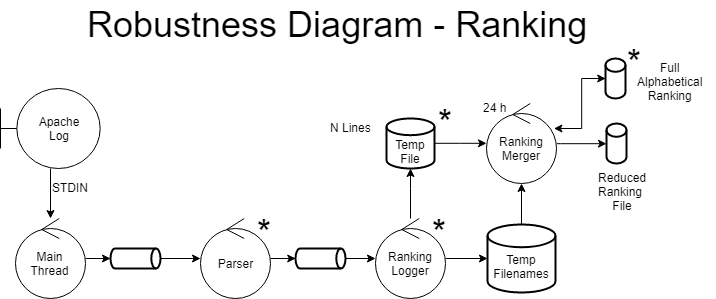 Robustness Diagram - Ranking
Apache
Log
STDIN
Main
Thread
Parser
*
Ranking
Logger
*
N Lines
Temp
File
*
Temp
Filenames
24 h
Ranking
Merger
*
Full
Alphabetical
Ranking
Reduced
Ranking
File